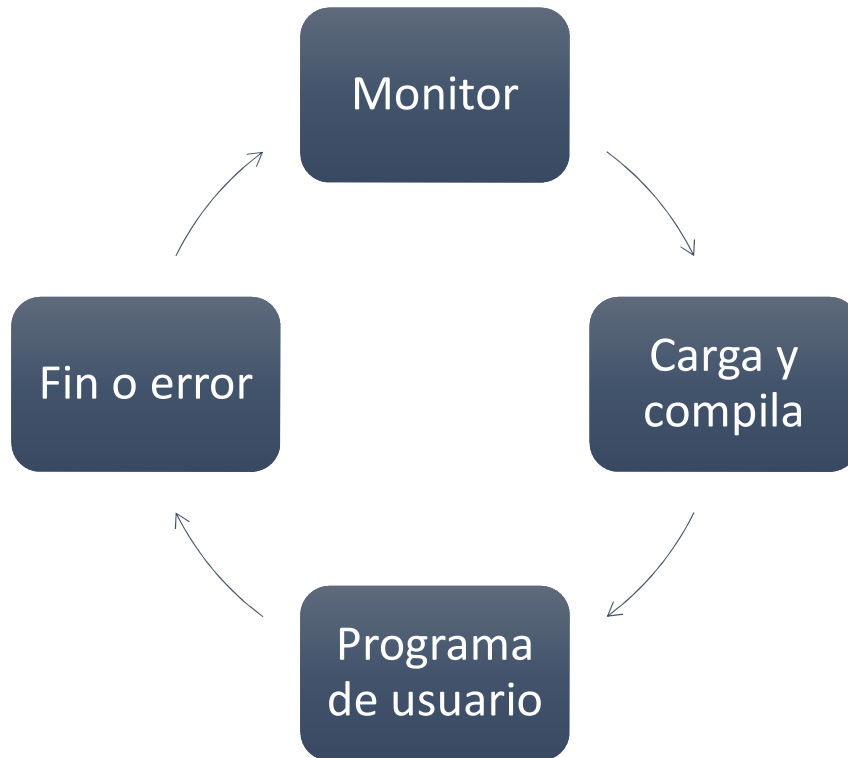 Monitor
Carga y
compila
Programa
de usuario
Fin o error